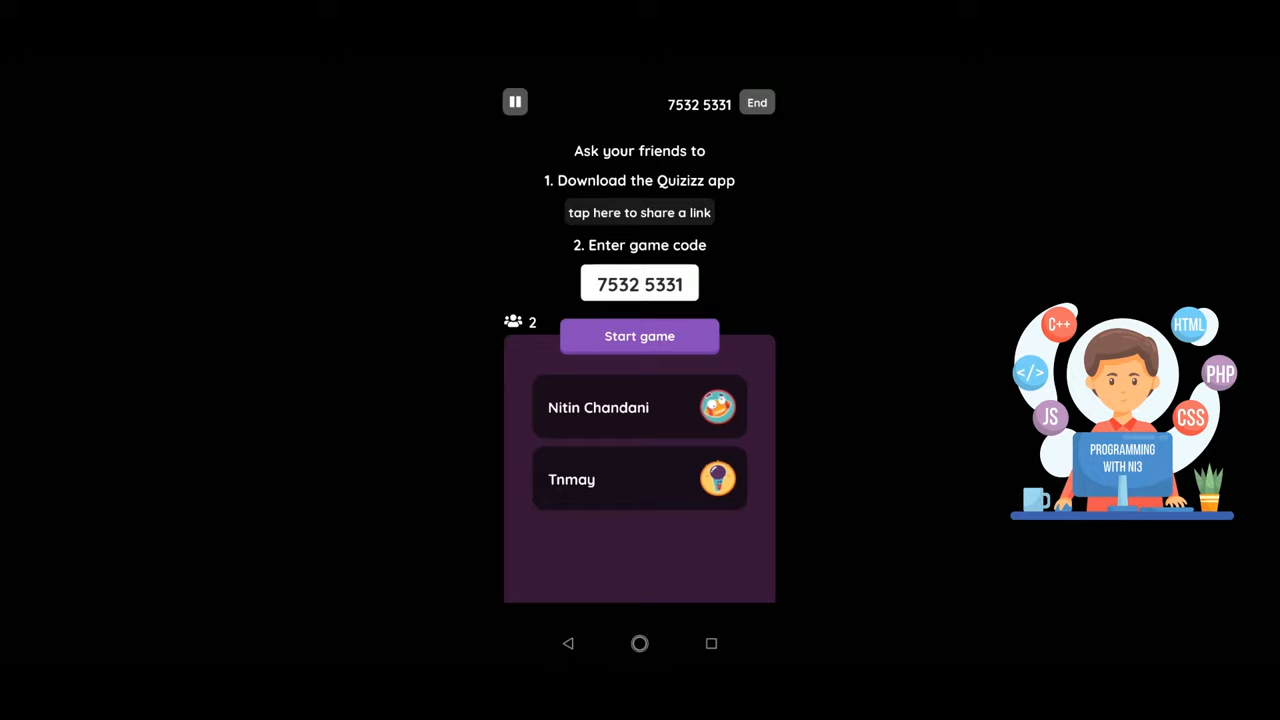 7532 5331 End
Ask your friends to
1. Download the Quizizz app
tap here to share a link
2. Enter game code
7532 5331
2
Start game
Nitin Chandani
Tnmay
C++
HTML
</>
PHP
JS
CSS
PROGRAMMING
WITH NI3